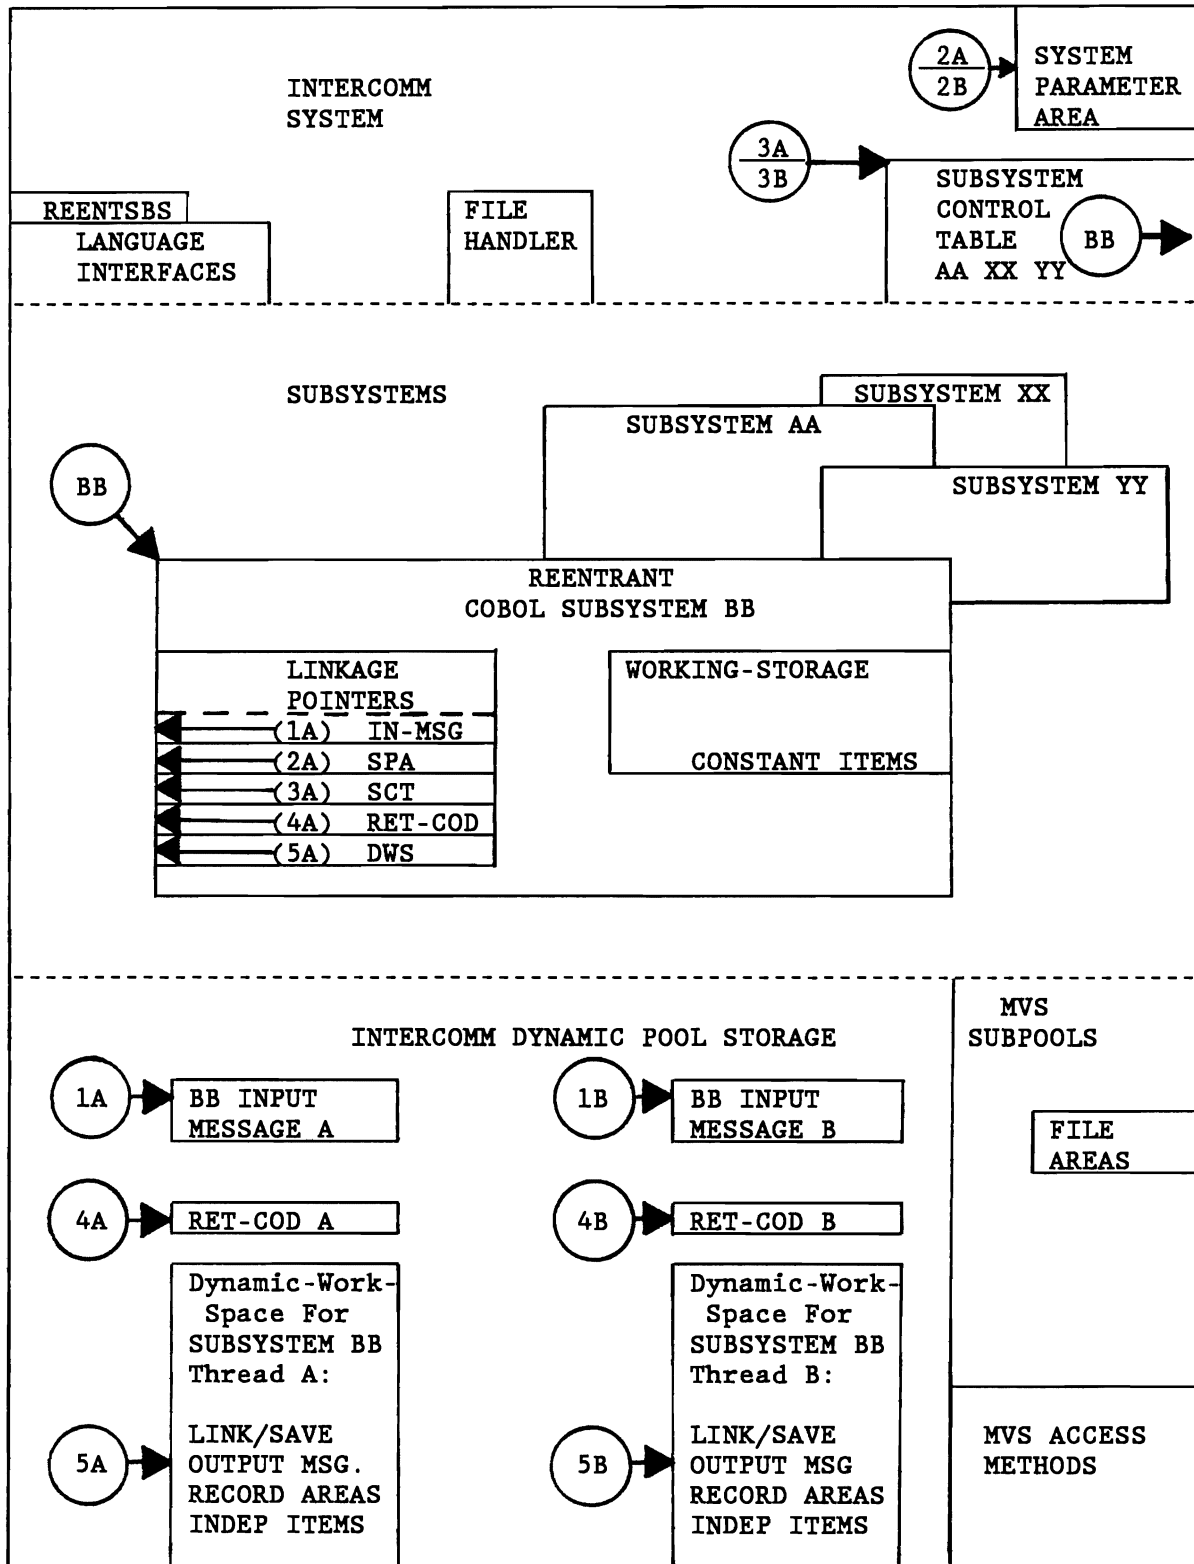 INTERCOMM
SYSTEM
2A
2B
SYSTEM
PARAMETER
AREA
3A
3B
SUBSYSTEM
CONTROL
TABLE
AA XX YY
BB
REENTSBS
LANGUAGE
INTERFACES
FILE
HANDLER
SUBSYSTEMS
SUBSYSTEM XX
SUBSYSTEM AA
SUBSYSTEM YY
BB
REENTRANT
COBOL SUBSYSTEM BB
LINKAGE
POINTERS
(1A) IN-MSG
(2A) SPA
(3A) SCT
(4A) RET-COD
(5A) DWS
WORKING-STORAGE
CONSTANT ITEMS
INTERCOMM DYNAMIC POOL STORAGE
MVS
SUBPOOLS
1A
BB INPUT
MESSAGE A
1B
BB INPUT
MESSAGE B
FILE
AREAS
4A
RET-COD A
4B
RET-COD B
Dynamic-Work-
Space For
SUBSYSTEM BB
Thread A:
5A
LINK/SAVE
OUTPUT MSG.
RECORD AREAS
INDEP ITEMS
Dynamic-Work-
Space For
SUBSYSTEM BB
Thread B:
5B
LINK/SAVE
OUTPUT MSG
RECORD AREAS
INDEP ITEMS
MVS ACCESS
METHODS